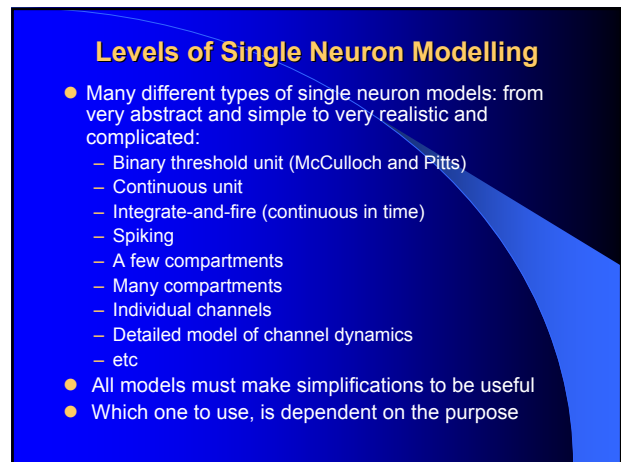 Levels of Single Neuron Modelling
● Many different types of single neuron models: from
very abstract and simple to very realistic and
complicated:
– Binary threshold unit (McCulloch and Pitts)
– Continuous unit
– Integrate-and-fire (continuous in time)
– Spiking
– A few compartments
– Many compartments
– Individual channels
– Detailed model of channel dynamics
– etc
● All models must make simplifications to be useful
● Which one to use, is dependent on the purpose